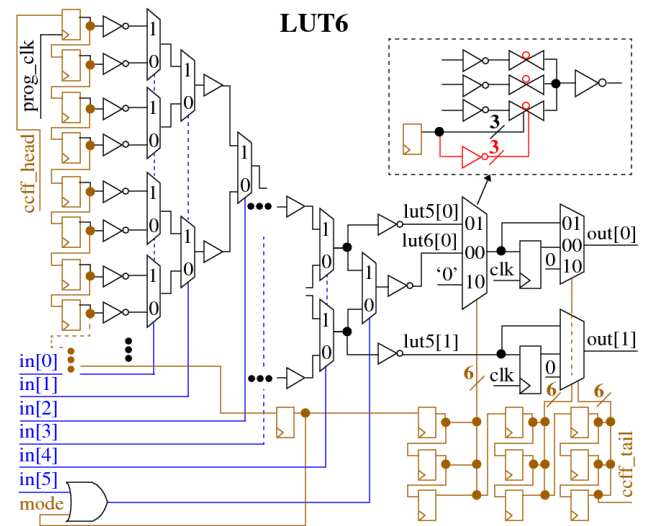 LUT6
prog_clk
ccff_head
1
0
1
0
1
0
1
0
1
0
1
0
1
0
3
3
1
0
1
0
1
0
lut5[0]
lut6[0]
'0'
01
00
10
clk
0
01
00
10
out[0]
lut5[1]
clk
0
out[1]
6
6
6
in[0]
in[1]
in[2]
in[3]
in[4]
in[5]
mode
ccff_tail